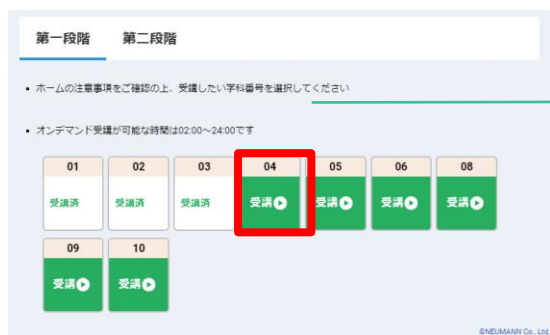 第一段階 第二段階
• ホームの注意事項をご確認の上、受講したい学科番号を選択してください
• オンデマンド受講が可能な時間は02:00～24:00です
01 02 03 04 05 06 08
受講済 受講済 受講済 受講 受講 受講 受講
09 10
受講 受講
©NEUMANN Co., Ltd.